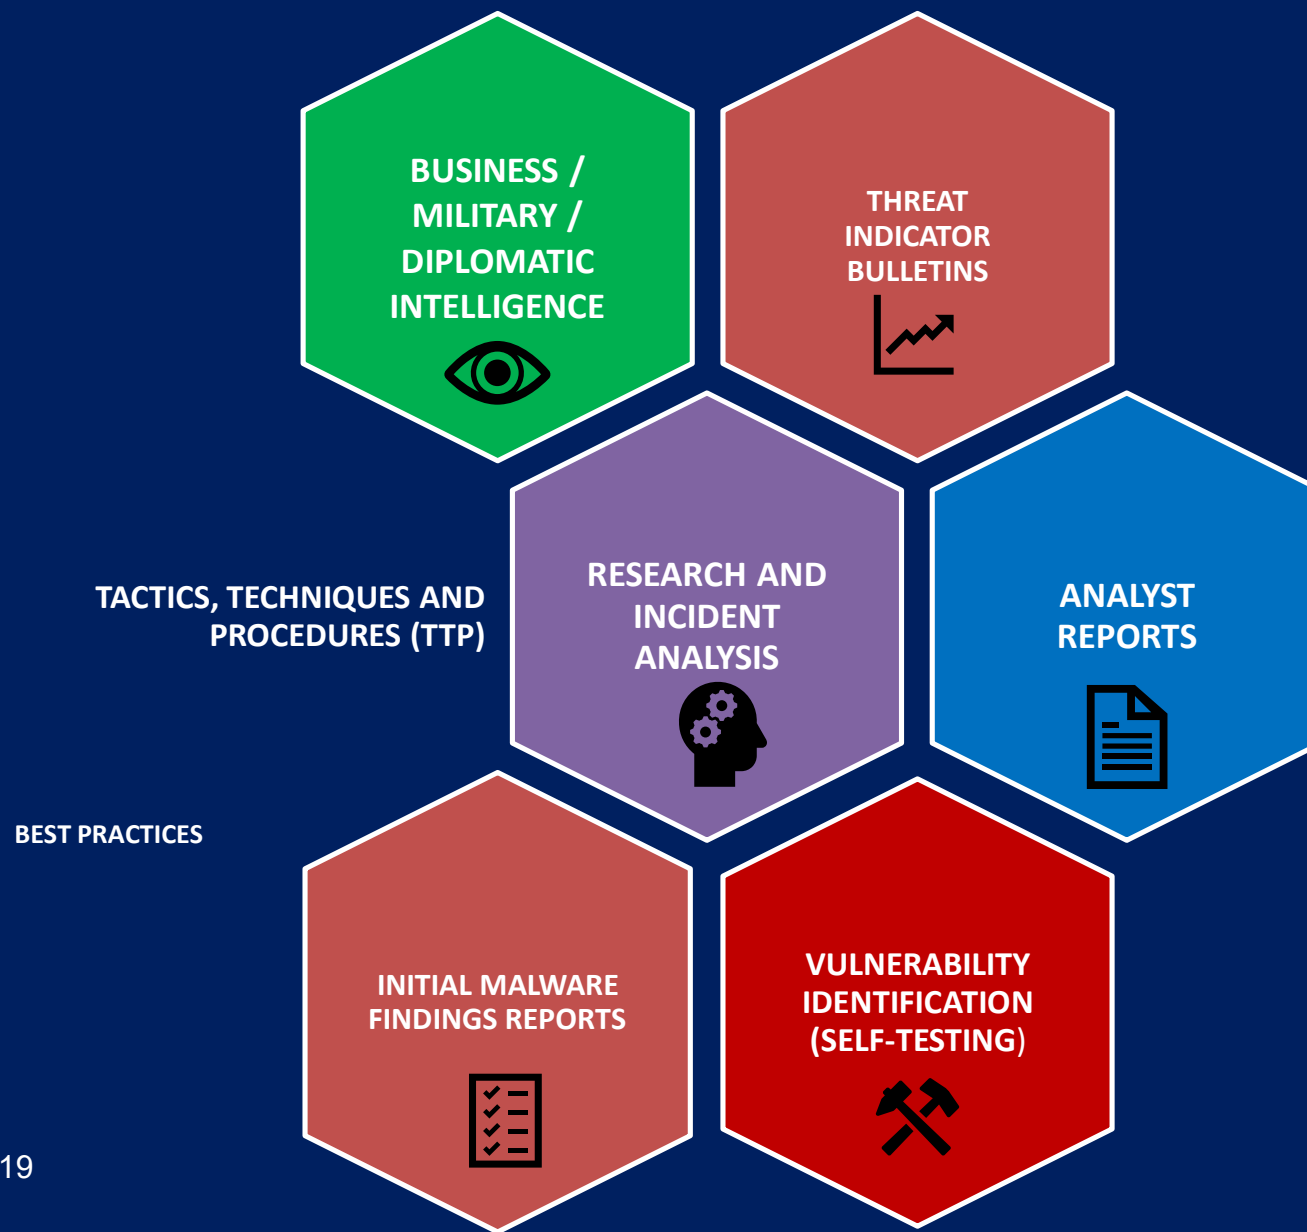 BUSINESS /
MILITARY /
DIPLOMATIC
INTELLIGENCE
THREAT
INDICATOR
BULLETINS
TACTICS, TECHNIQUES AND
PROCEDURES (TTP)
RESEARCH AND
INCIDENT
ANALYSIS
ANALYST
REPORTS
BEST PRACTICES
INITIAL MALWARE
FINDINGS REPORTS
VULNERABILITY
IDENTIFICATION
(SELF-TESTING)
19